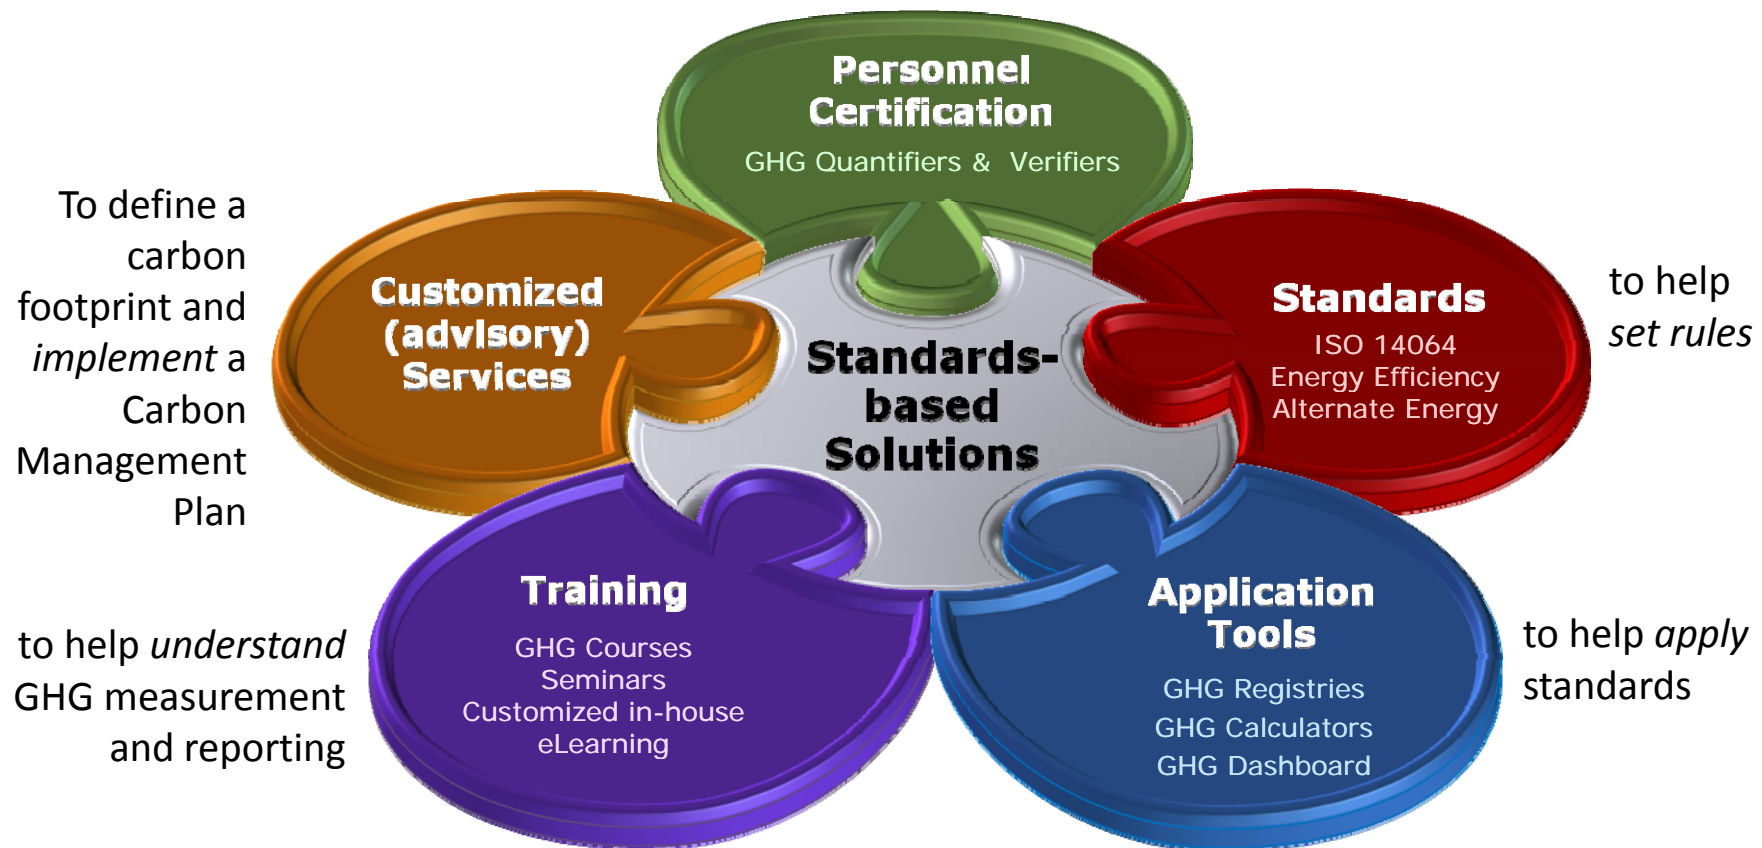 Personnel
Certification
GHG Quantifiers & Verifiers
To define a
carbon
footprint and
implement a
Carbon
Management
Plan
Customized
(advisory)
Services
Standards-
based
Solutions
Standards
ISO 14064
Energy Efficiency
Alternate Energy
to help
set rules
to help understand
GHG measurement
and reporting
Training
GHG Courses
Seminars
Customized in-house
eLearning
Application
Tools
GHG Registries
GHG Calculators
GHG Dashboard
to help apply
standards